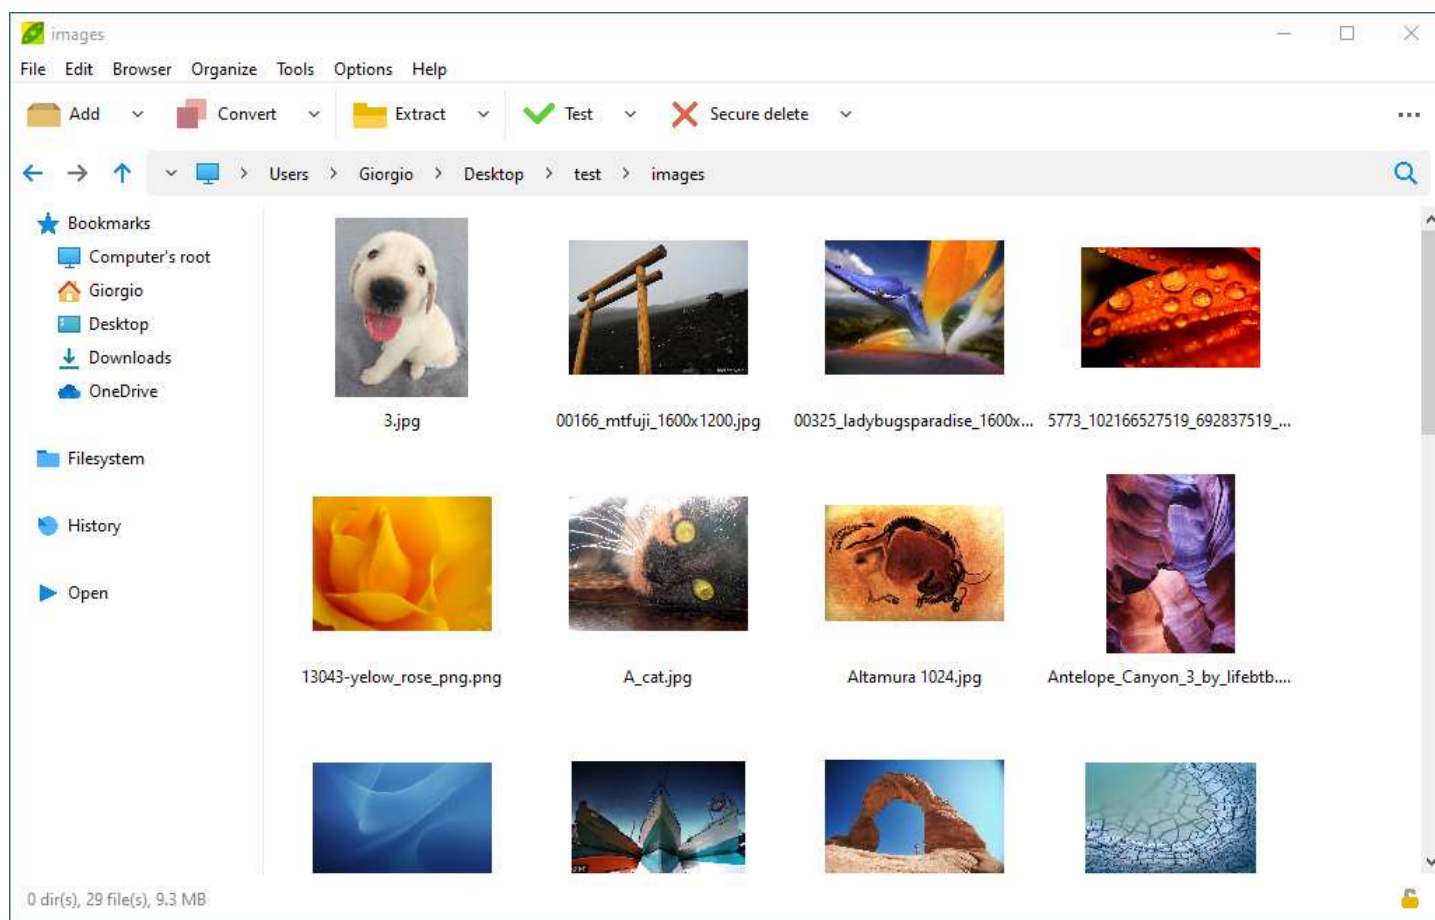 images
File Edit Browser Organize Tools Options Help
Add Convert Extract Test Secure delete
Users Giorgio Desktop test images
Bookmarks
Computer's root
Giorgio
Desktop
Downloads
OneDrive
Filesystem
History
Open
3.jpg 00166_mtfuji_1600x1200.jpg 00325_ladybugsparadise_1600x... 5773_102166527519_692837519_...
13043-yelow_rose_png.png A_cat.jpg Altamura 1024.jpg Antelope_Canyon_3_by_lifebtb....
0 dir(s), 29 file(s), 9.3 MB